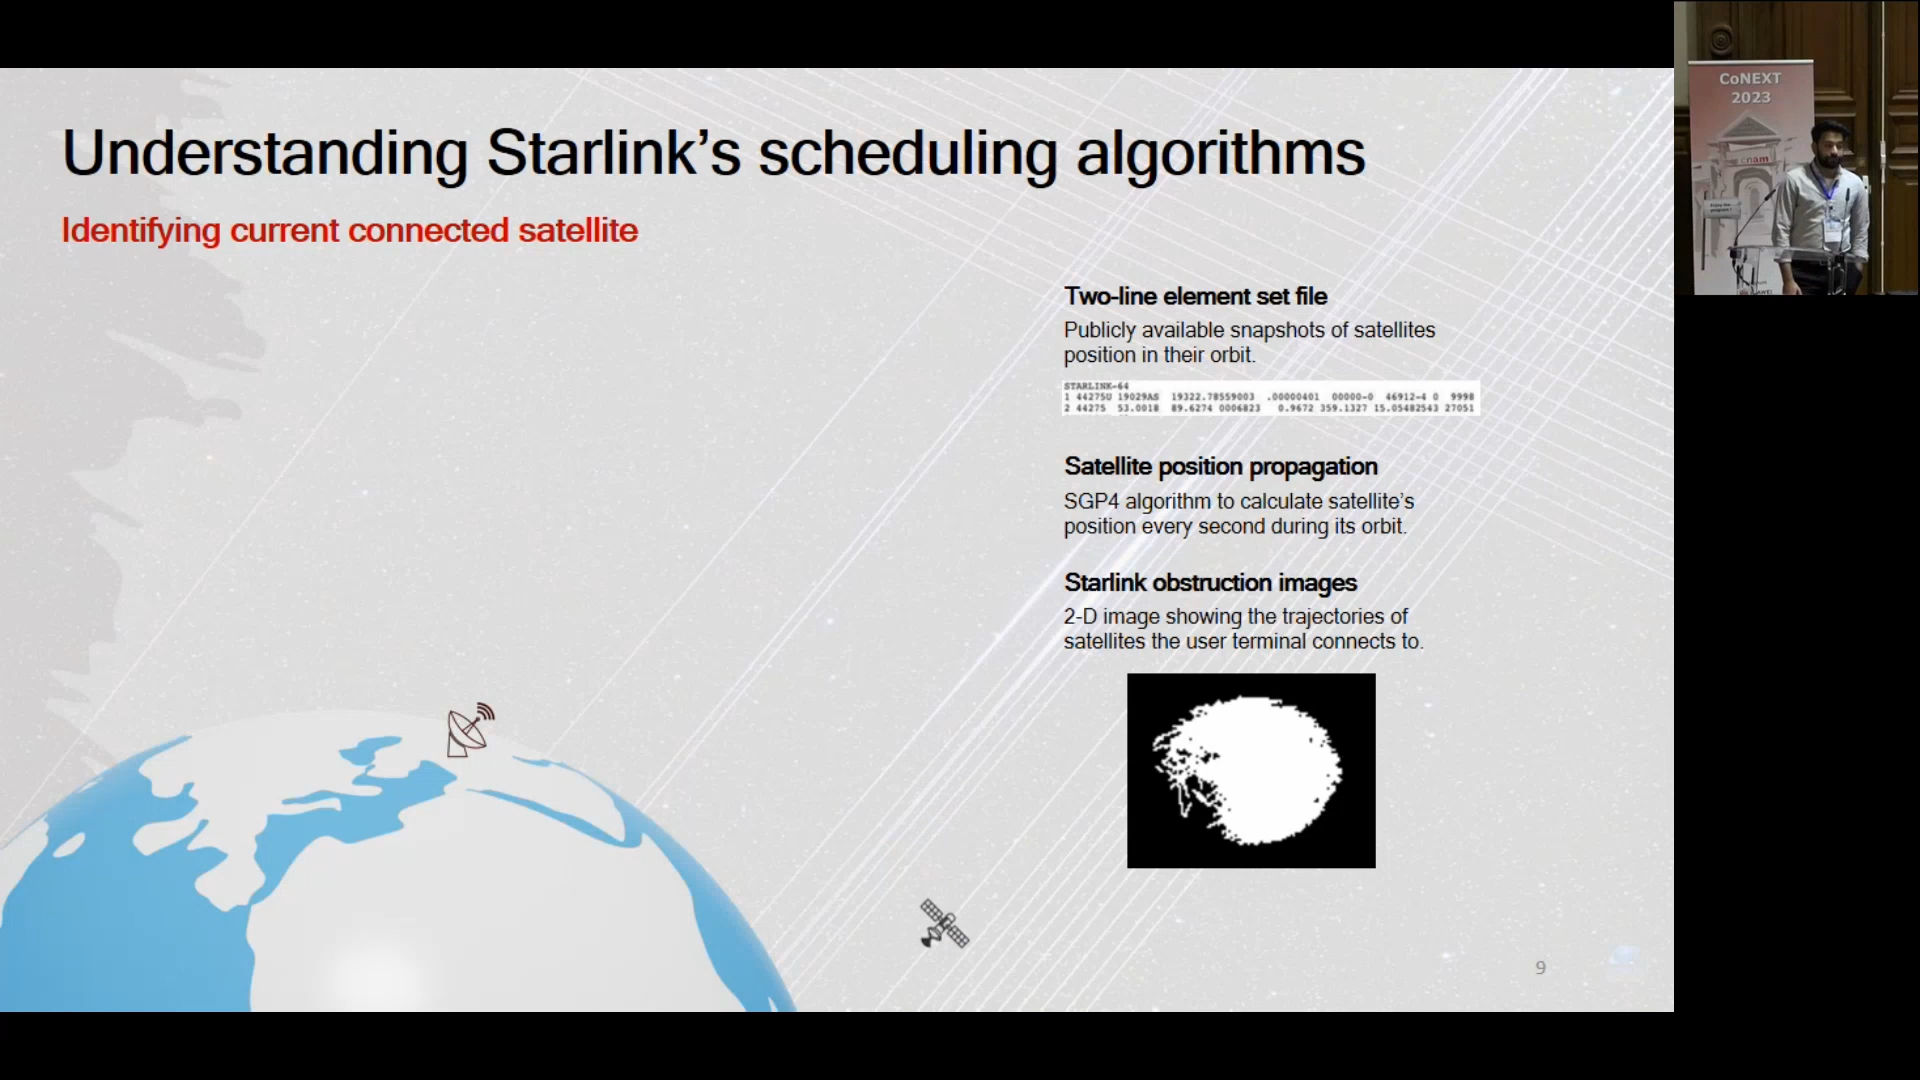 Understanding Starlink’s scheduling algorithms
Identifying current connected satellite
Two-line element set file
Publicly available snapshots of satellites
position in their orbit.
STARLINK-64
1 44275U 19029AS 19322.78559003 .00000401 00000-0 46912-4 0 9998
2 44275 53.0018 89.6274 0006823 0.9672 359.1327 15.05482543 27051
Satellite position propagation
SGP4 algorithm to calculate satellite’s
position every second during its orbit.
Starlink obstruction images
2-D image showing the trajectories of
satellites the user terminal connects to.
9
CoNEXT
2023
cnam